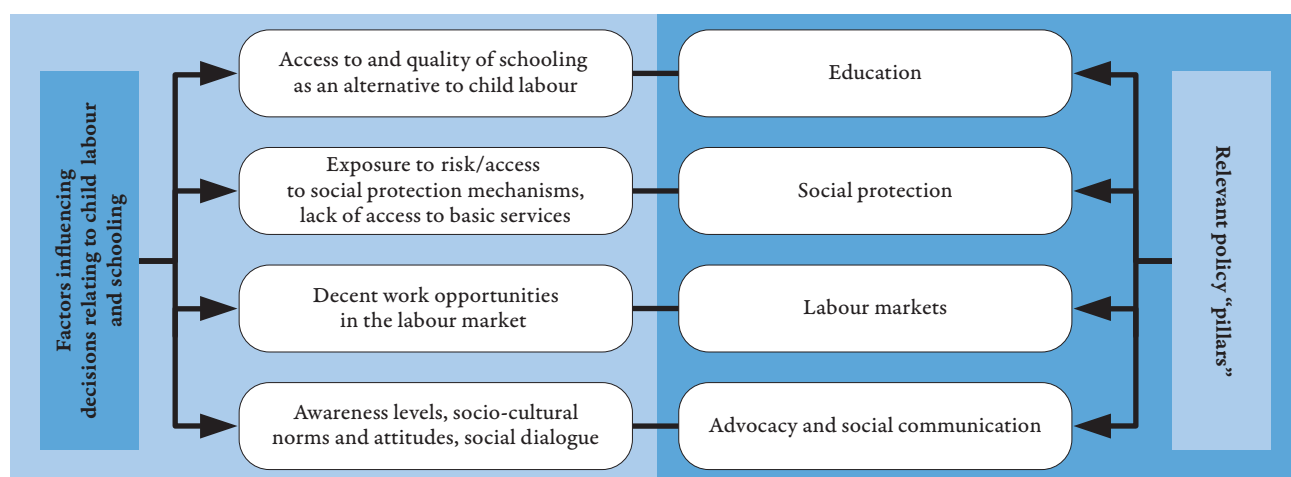 Factors influencing
decisions relating to child labour
and schooling
Access to and quality of schooling
as an alternative to child labour
Exposure to risk/access
to social protection mechanisms,
lack of access to basic services
Decent work opportunities
in the labour market
Awareness levels, socio-cultural
norms and attitudes, social dialogue
Education
Social protection
Labour markets
Advocacy and social communication
Relevant policy “pillars”